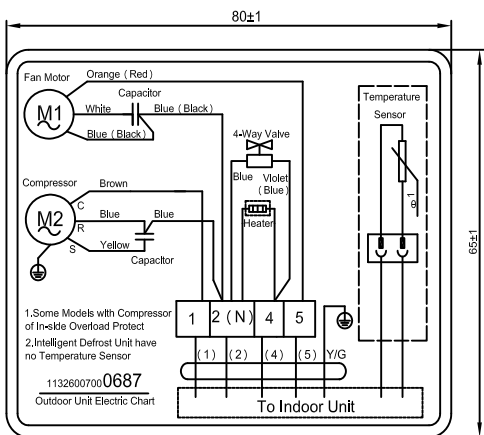 80±1
65±1
Fan Motor
Orange (Red)
Capacitor
White
Blue (Black)
M1
Blue (Black)
4-Way Valve
Blue
Violet
(Blue)
Heater
Temperature
Sensor
θ
1
Compressor
Brown
C
Blue
Blue
M2
R
Yellow
S
Capacitor
1.Some Models with Compressor
of In-side Overload Protect
2.Intelligent Defrost Unit have
no Temperature Sensor
1132600700 0687
Outdoor Unit Electric Chart
1
2 (N)
4
5
(1)
(2)
(4)
(5)
Y/G
To Indoor Unit